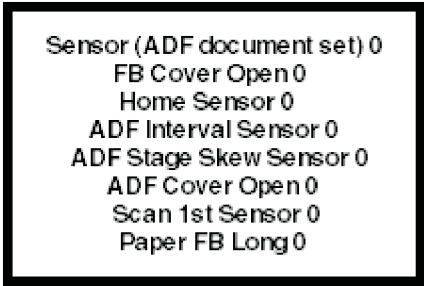 Sensor (ADF document set) 0
FB Cover Open 0
Home Sensor 0
ADF Interval Sensor 0
ADF Stage Skew Sensor 0
ADF Cover Open 0
Scan 1st Sensor 0
Paper FB Long 0